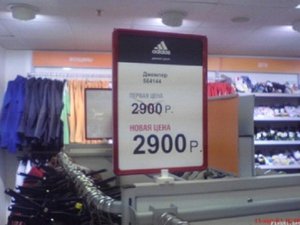 adidas
Джемпер
564144
ПЕРВАЯ ЦЕНА
2900 Р.
НОВАЯ ЦЕНА
2900 Р.